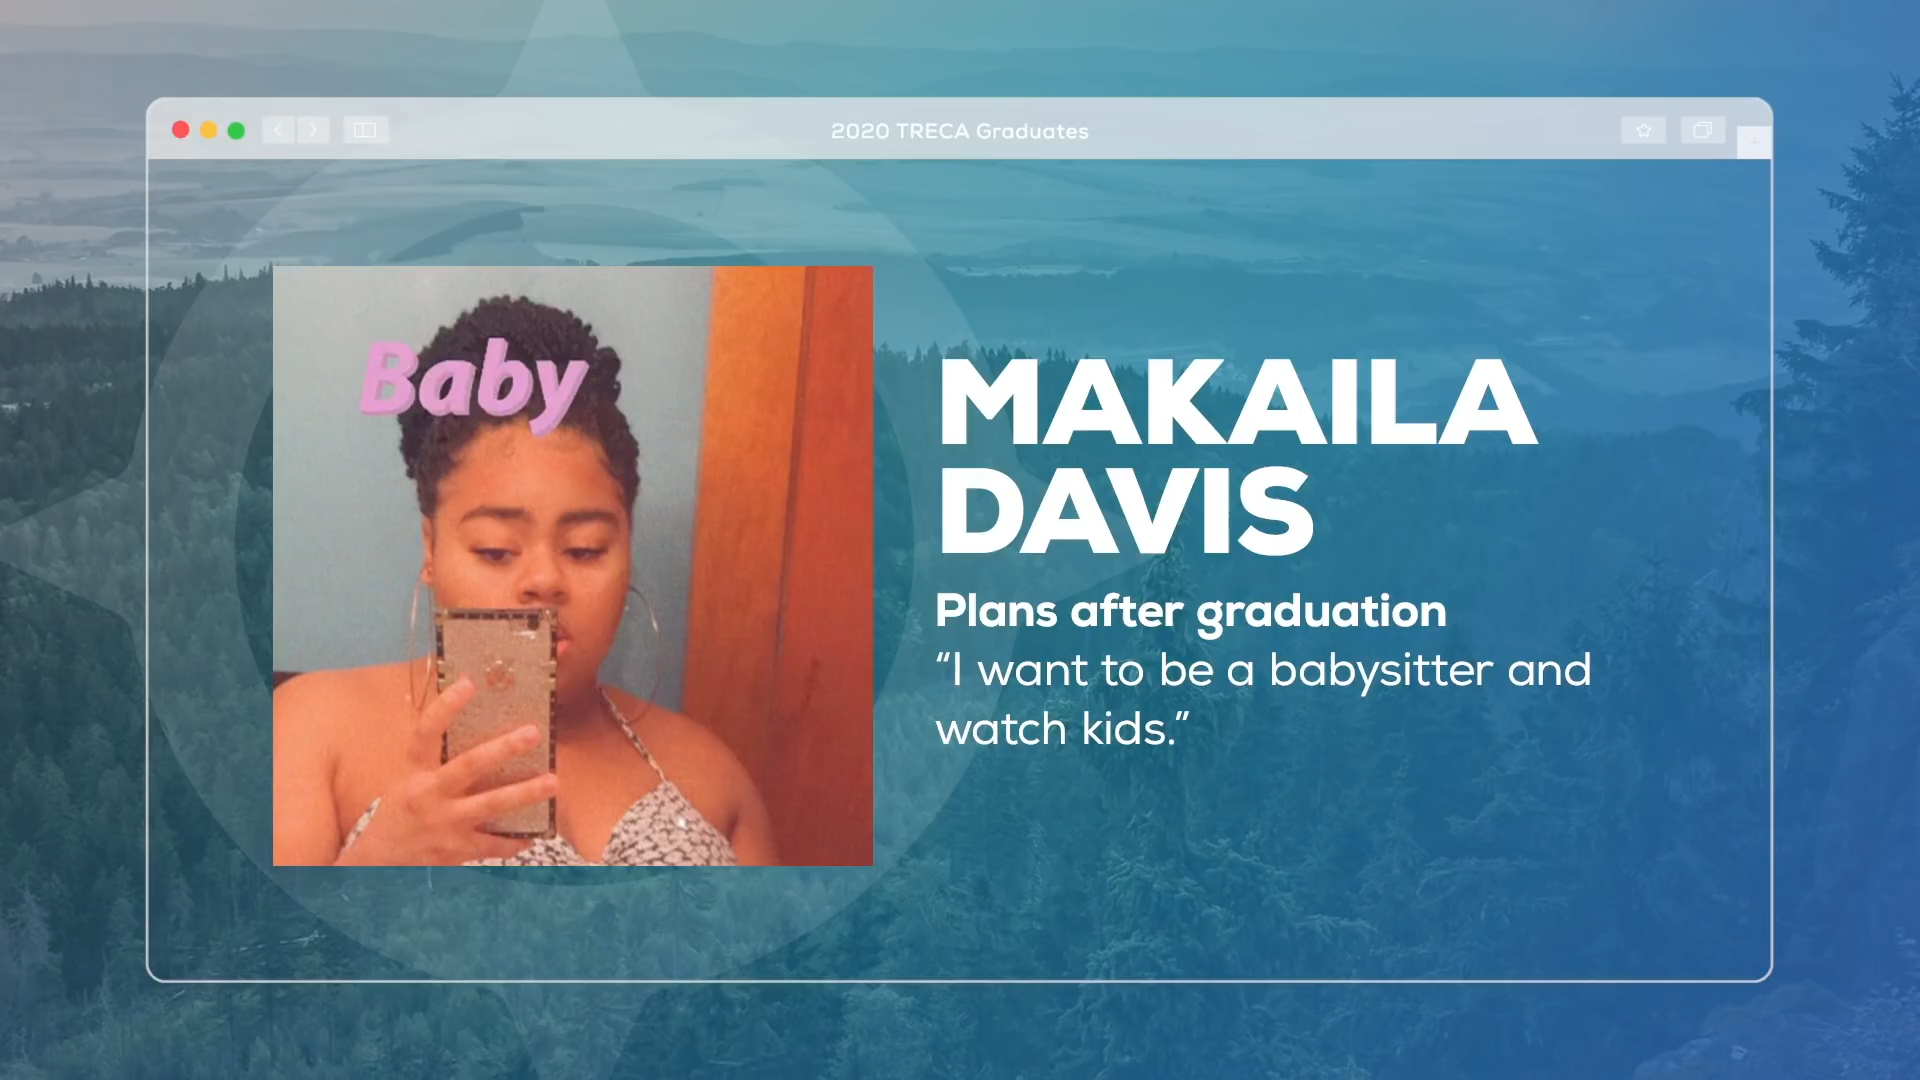 2020 TRECA Graduates
Baby
MAKAILA
DAVIS
Plans after graduation
“I want to be a babysitter and
watch kids.”